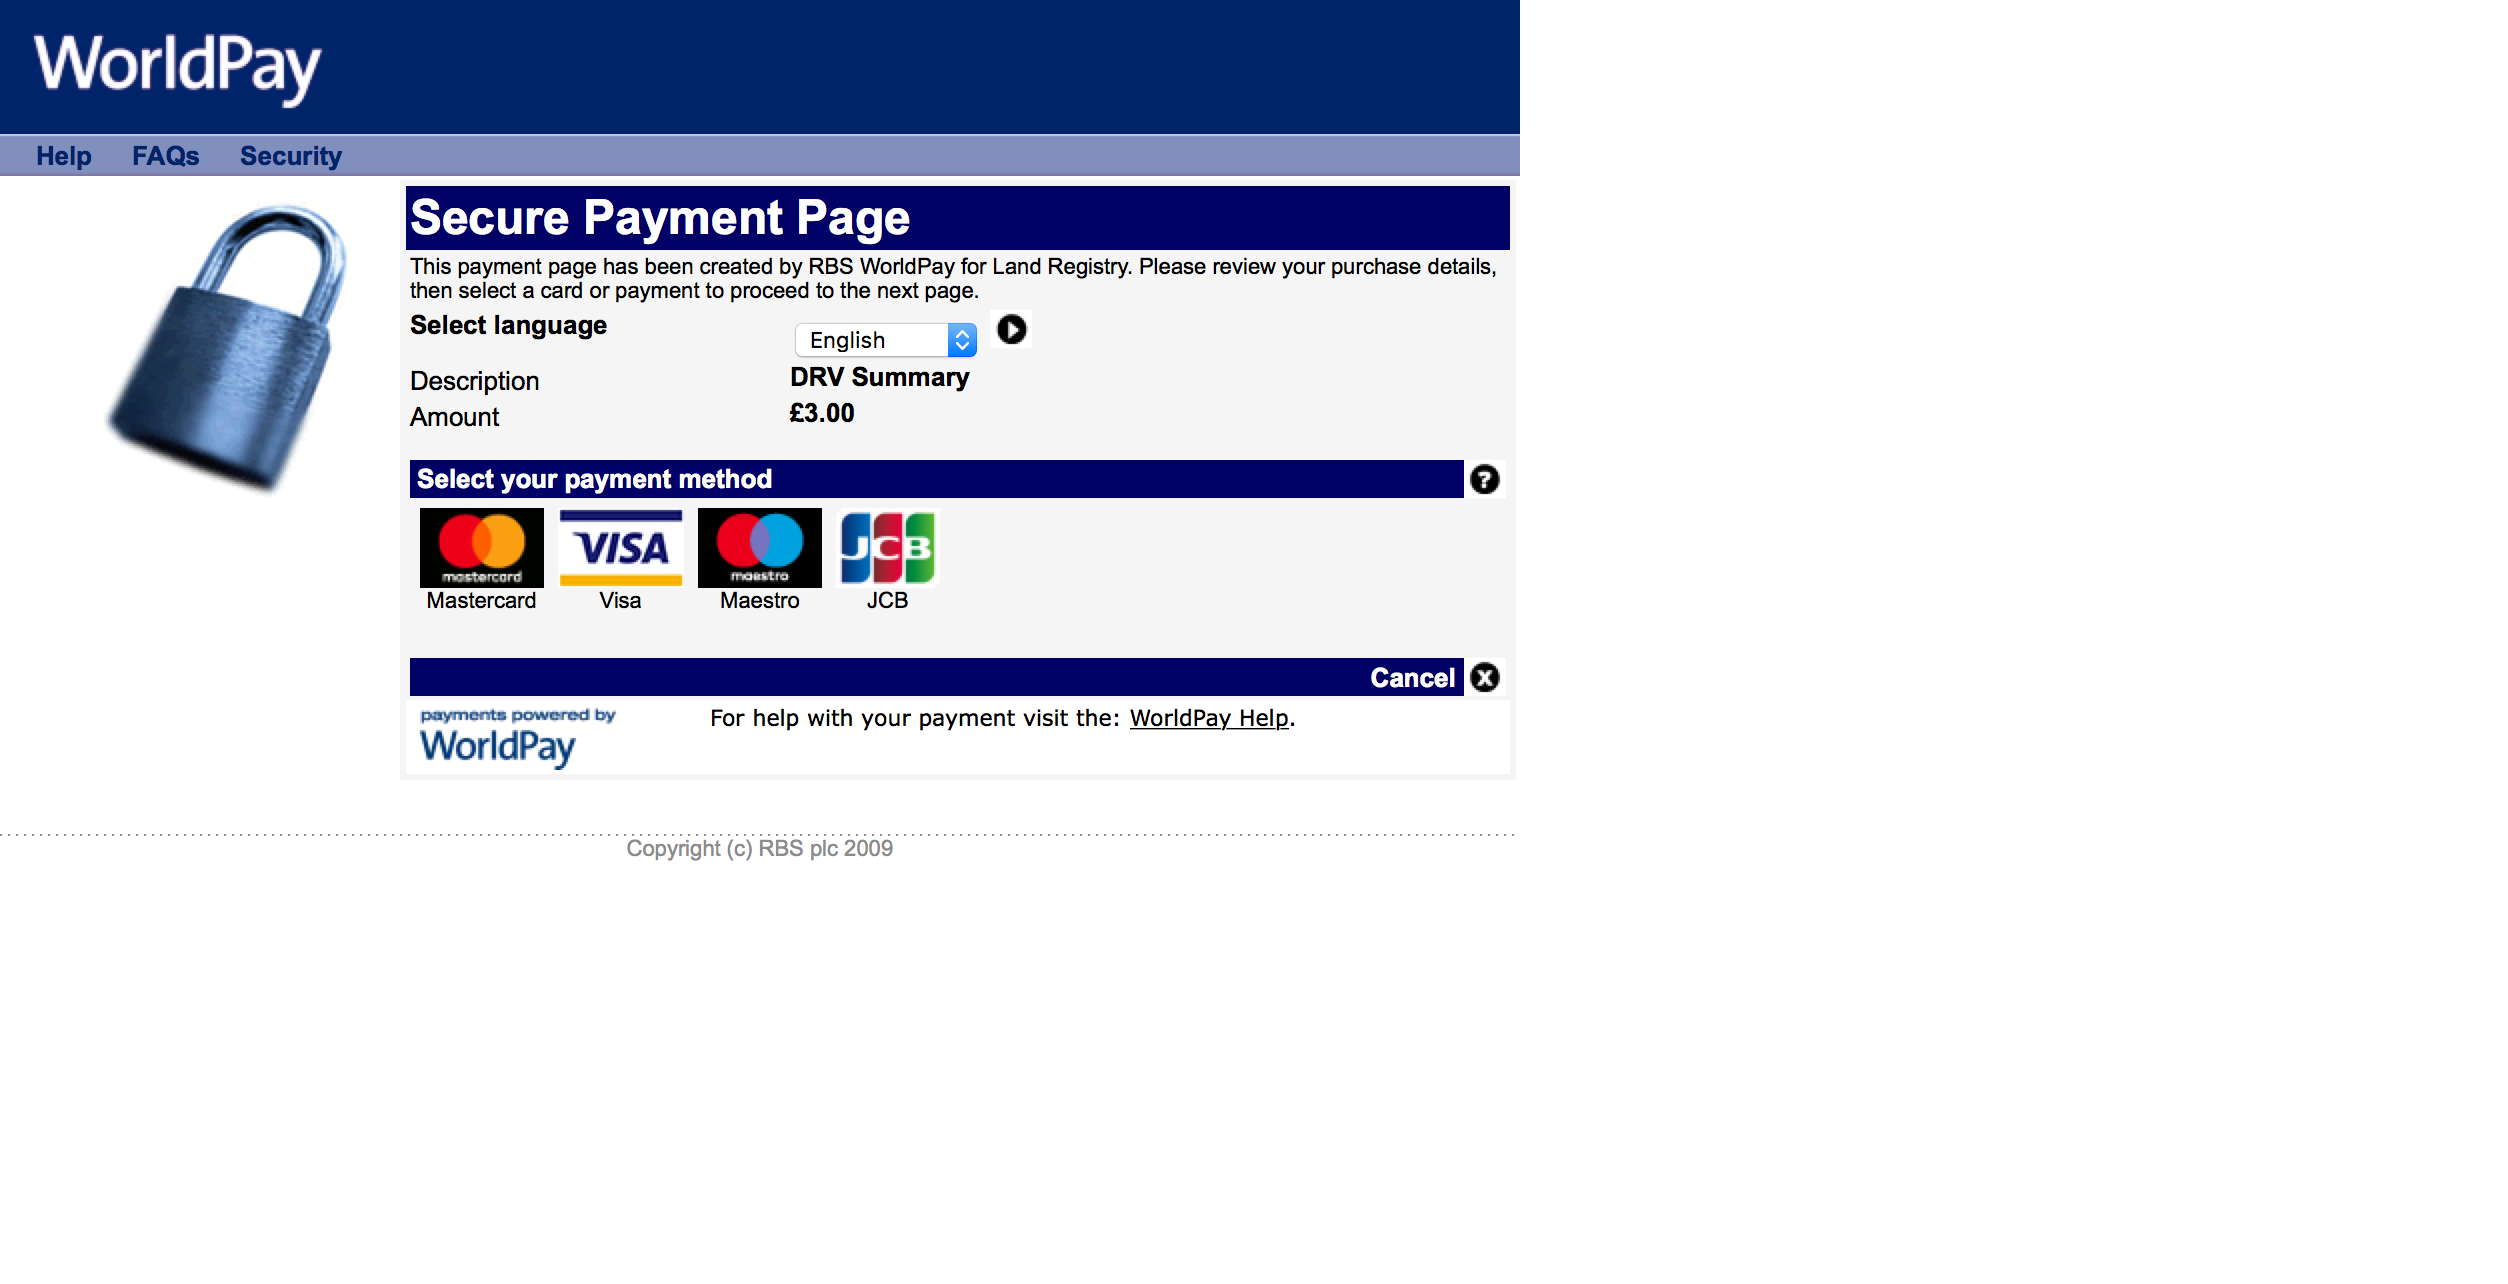 WorldPay
Help FAQs Security
Secure Payment Page
This payment page has been created by RBS WorldPay for Land Registry. Please review your purchase details,
then select a card or payment to proceed to the next page.
Select language English
Description DRV Summary
Amount £3.00
Select your payment method ?
mastercard VISA maestro JCB
Mastercard Visa Maestro JCB
Cancel
payments powered by
WorldPay
For help with your payment visit the: WorldPay Help.
Copyright (c) RBS plc 2009